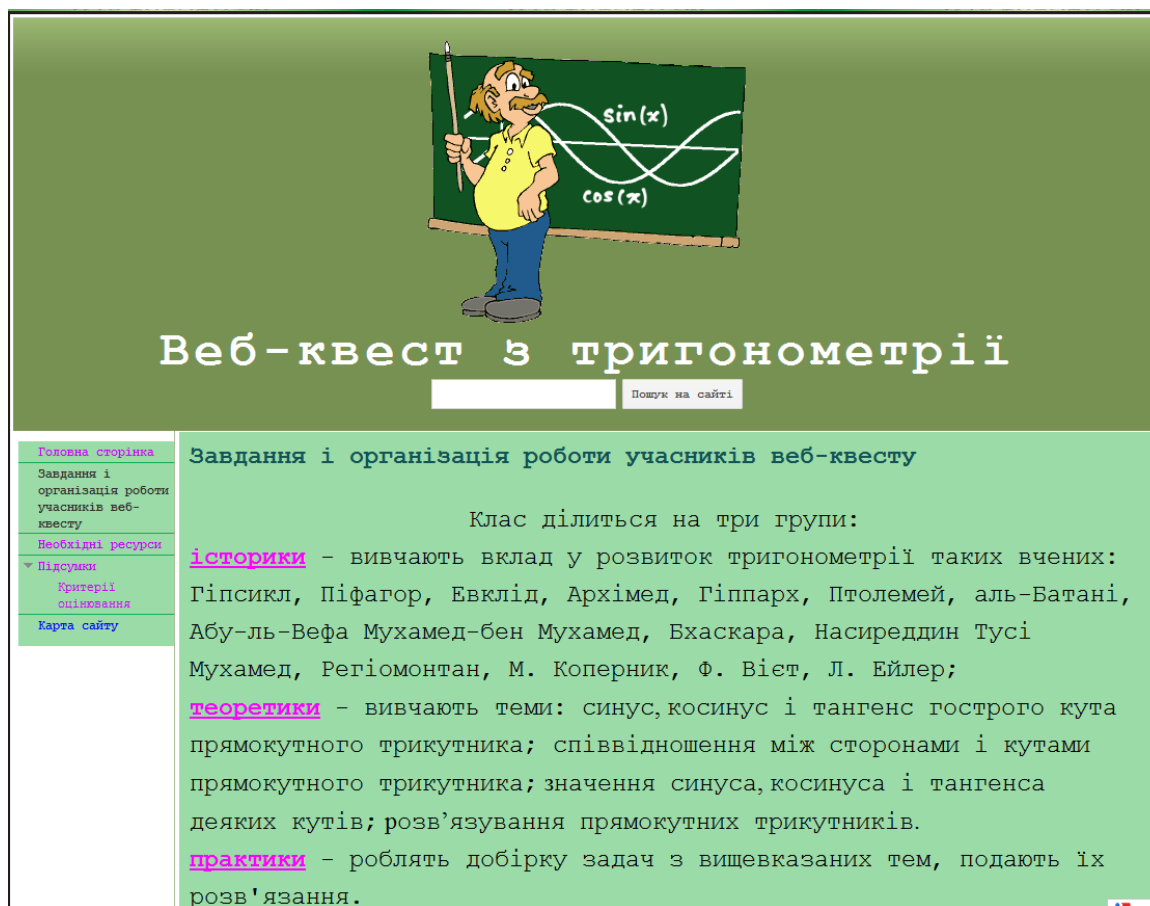 sin(x)
cos(x)
Веб-квест з тригонометрії
Пошук на сайті
Головна сторінка
Завдання і
організація роботи
учасників веб-
квесту
Необхідні ресурси
Підсумки
Критерії
оцінювання
Карта сайту
Завдання і організація роботи учасників веб-квесту
Клас ділиться на три групи:
історики - вивчають вклад у розвиток тригонометрії таких вчених:
Гіпсикл, Піфагор, Евклід, Архімед, Гіппарх, Птолемей, аль-Батані,
Абу-ль-Вефа Мухамед-бен Мухамед, Бхаскара, Насиреддин Тусі
Мухамед, Регіомонтан, М. Коперник, Ф. Вієт, Л. Ейлер;
теоретики - вивчають теми: синус, косинус і тангенс гострого кута
прямокутного трикутника; співвідношення між сторонами і кутами
прямокутного трикутника; значення синуса, косинуса і тангенса
деяких кутів; розв’язування прямокутних трикутників.
практики - роблять добірку задач з вищевказаних тем, подають їх
розв'язання.